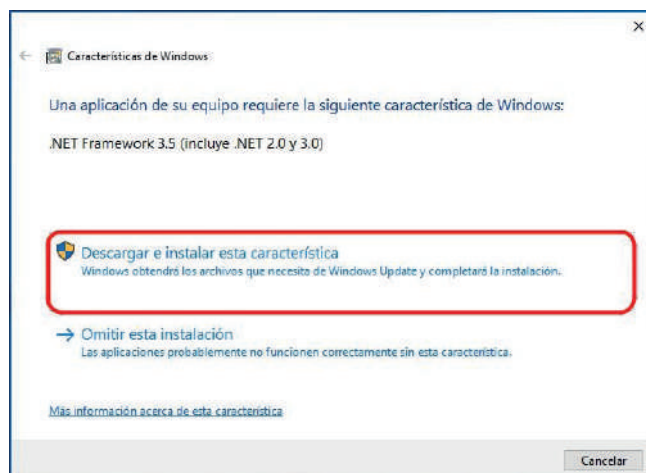 Características de Windows
Una aplicación de su equipo requiere la siguiente característica de Windows:
.NET Framework 3.5 (incluye .NET 2.0 y 3.0)
Descargar e instalar esta característica
Windows obtendrá los archivos que necesita de Windows Update y completará la instalación.
Omitir esta instalación
Las aplicaciones probablemente no funcionen correctamente sin esta característica.
Más información acerca de esta característica
Cancelar